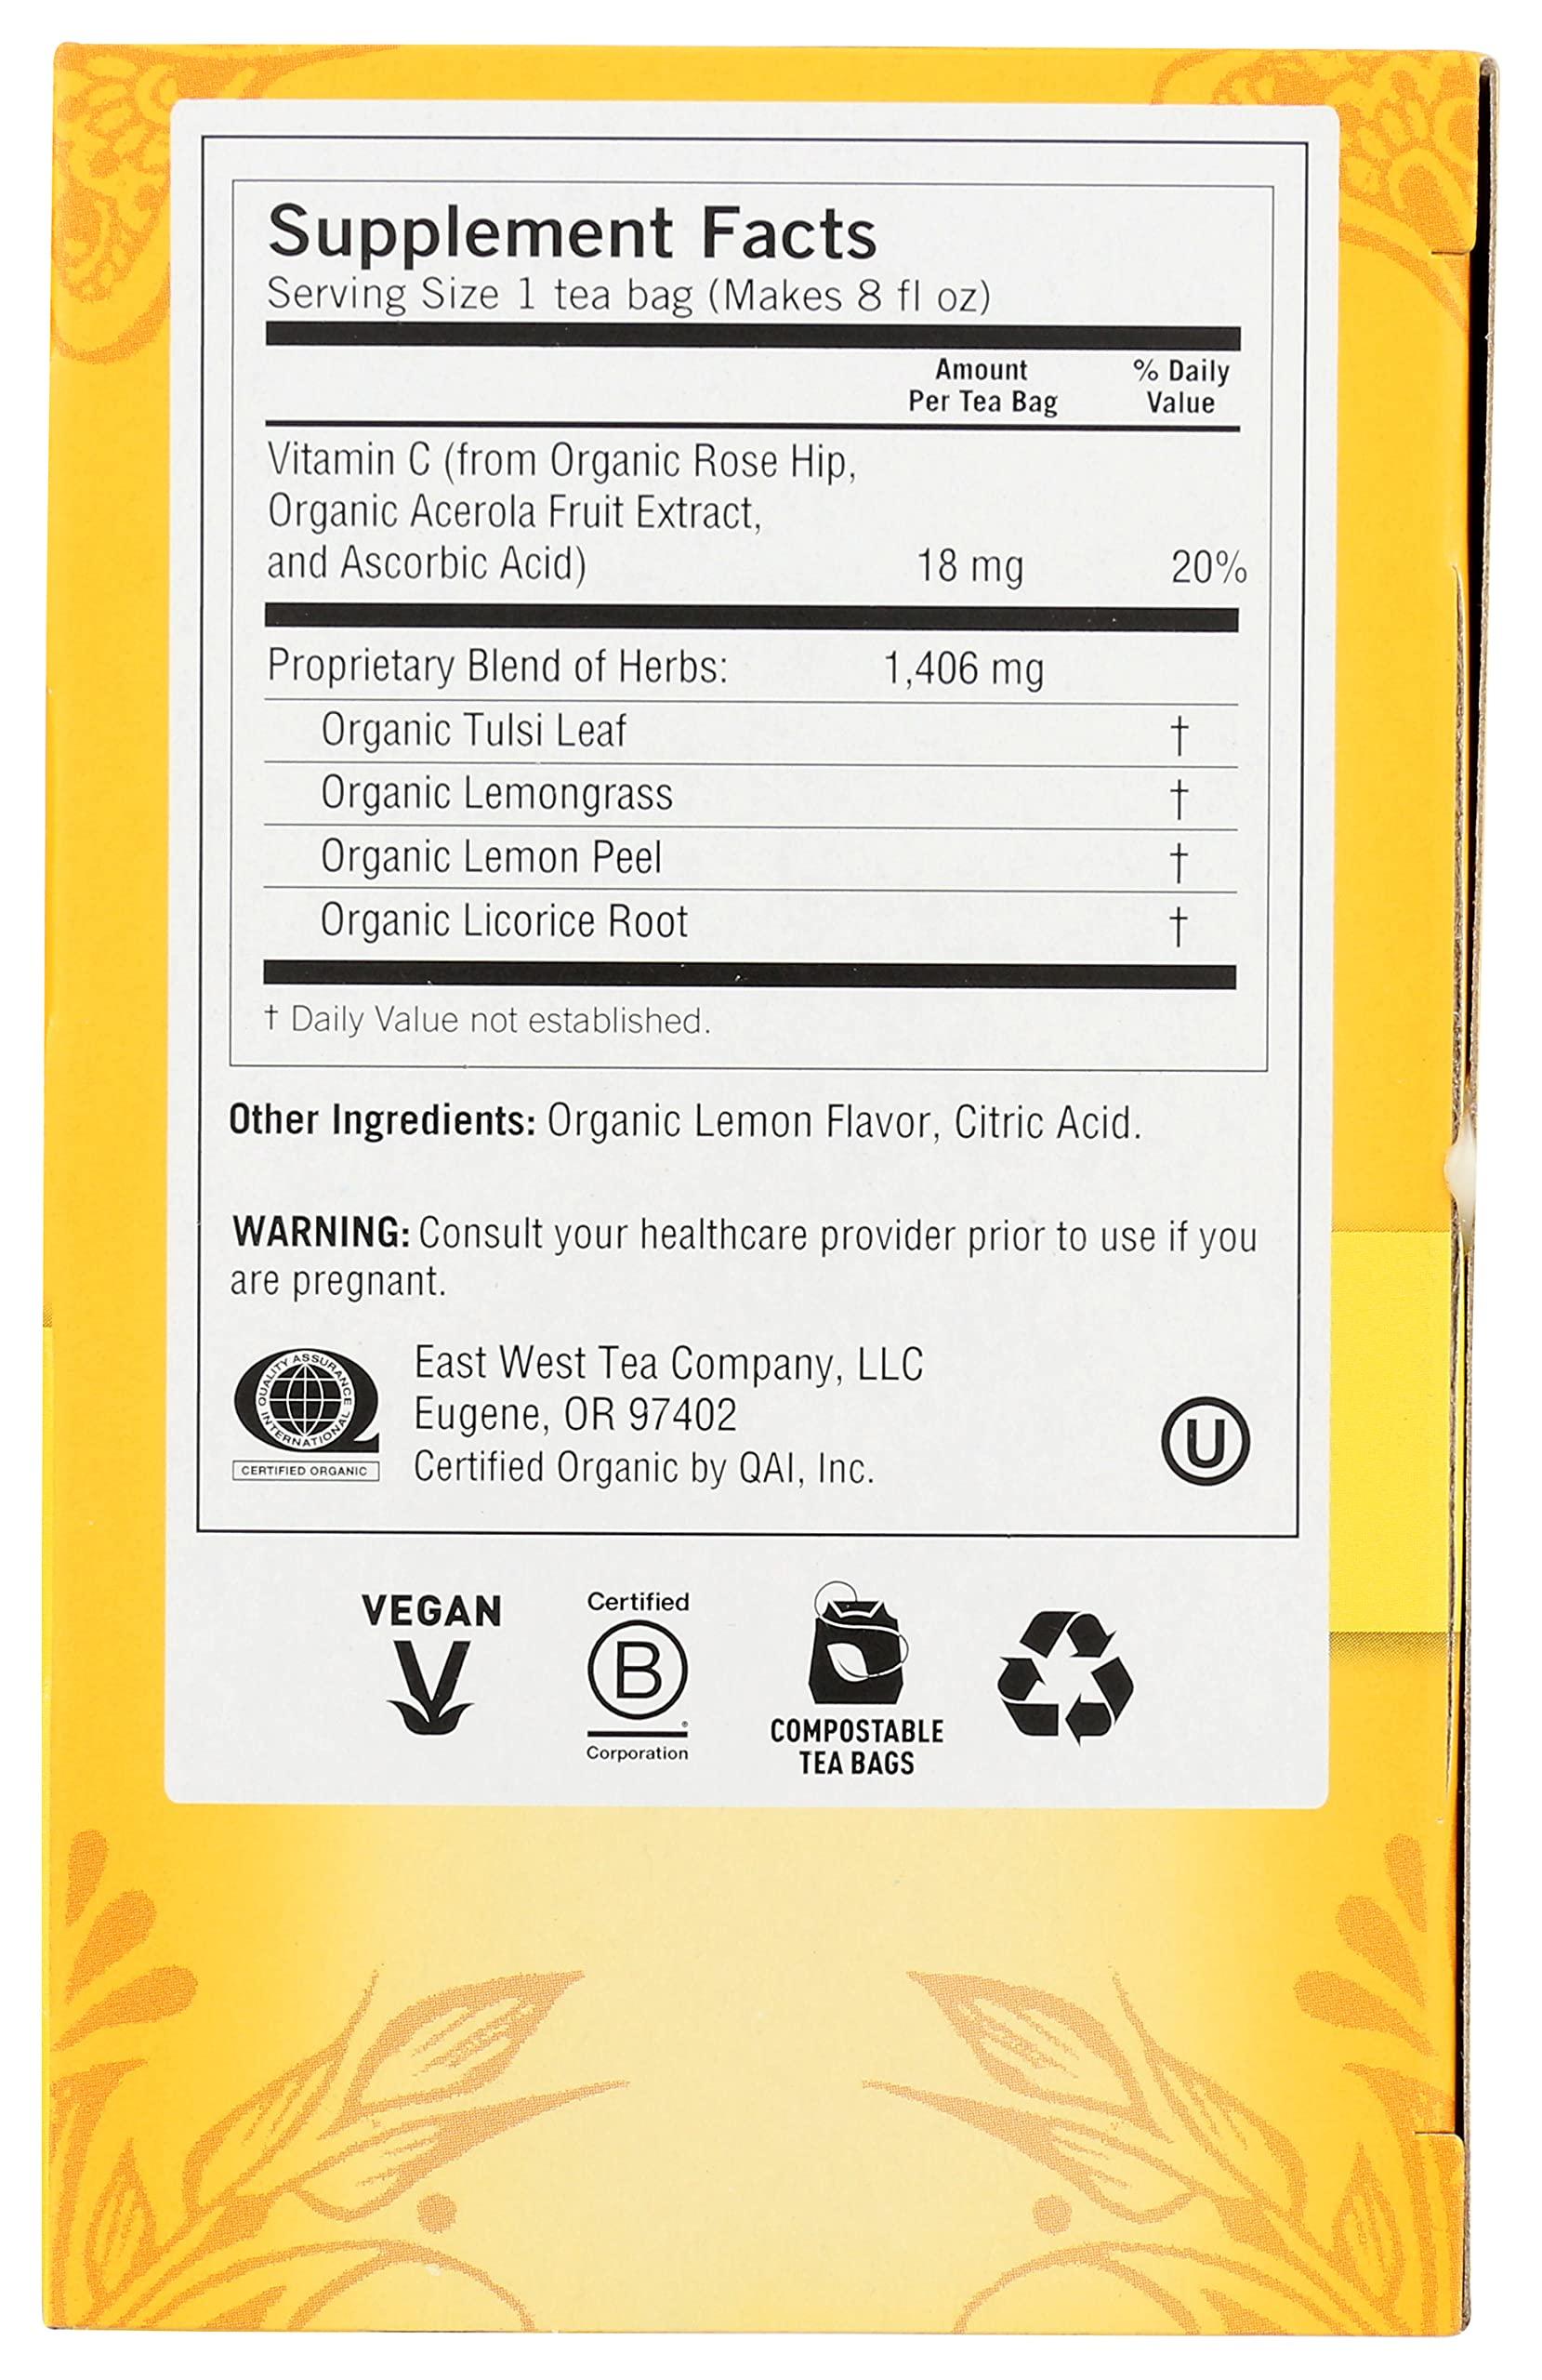 Supplement Facts
Serving Size 1 tea bag (Makes 8 fl oz)
Amount % Daily
Per Tea Bag Value
Vitamin C (from Organic Rose Hip,
Organic Acerola Fruit Extract,
and Ascorbic Acid) 18 mg 20%
Proprietary Blend of Herbs: 1,406 mg
Organic Tulsi Leaf †
Organic Lemongrass †
Organic Lemon Peel †
Organic Licorice Root †
† Daily Value not established.
Other Ingredients: Organic Lemon Flavor, Citric Acid.
WARNING: Consult your healthcare provider prior to use if you
are pregnant.
QUALITY ASSURANCE
INTERNATIONAL
CERTIFIED ORGANIC
East West Tea Company, LLC
Eugene, OR 97402
Certified Organic by QAI, Inc.
U
VEGAN
V
Certified
B
®
Corporation
COMPOSTABLE
TEA BAGS